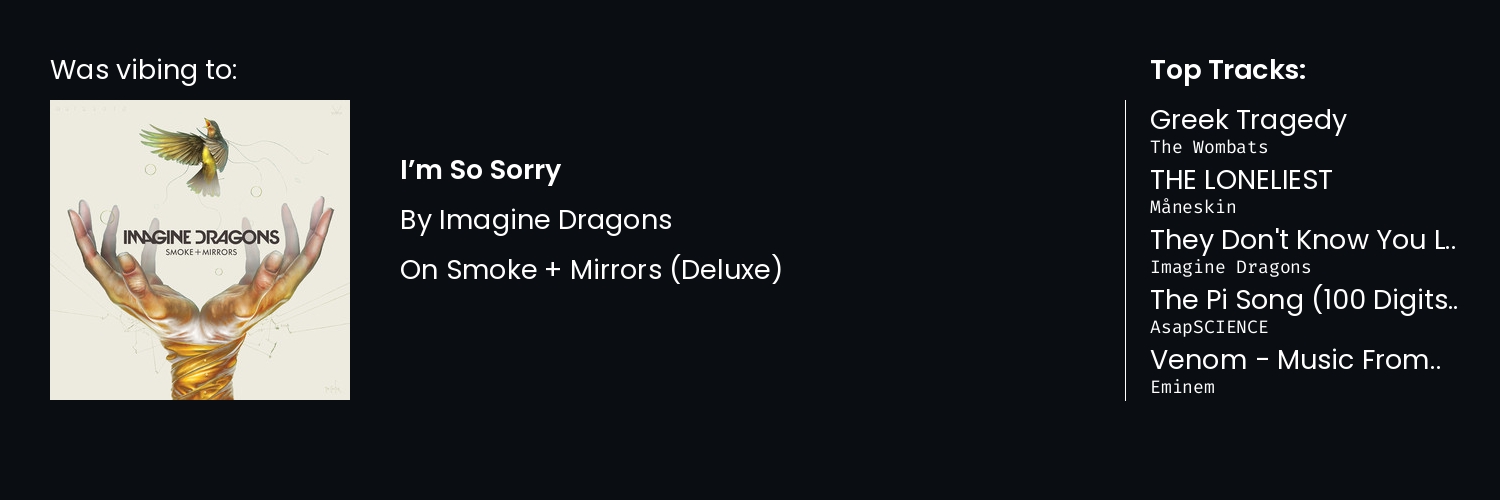 Was vibing to:
IMAGINE DRAGONS
SMOKE+MIRRORS
I’m So Sorry
By Imagine Dragons
On Smoke + Mirrors (Deluxe)
Top Tracks:
Greek Tragedy
The Wombats
THE LONELIEST
Måneskin
They Don't Know You L..
Imagine Dragons
The Pi Song (100 Digits..
AsapSCIENCE
Venom - Music From..
Eminem